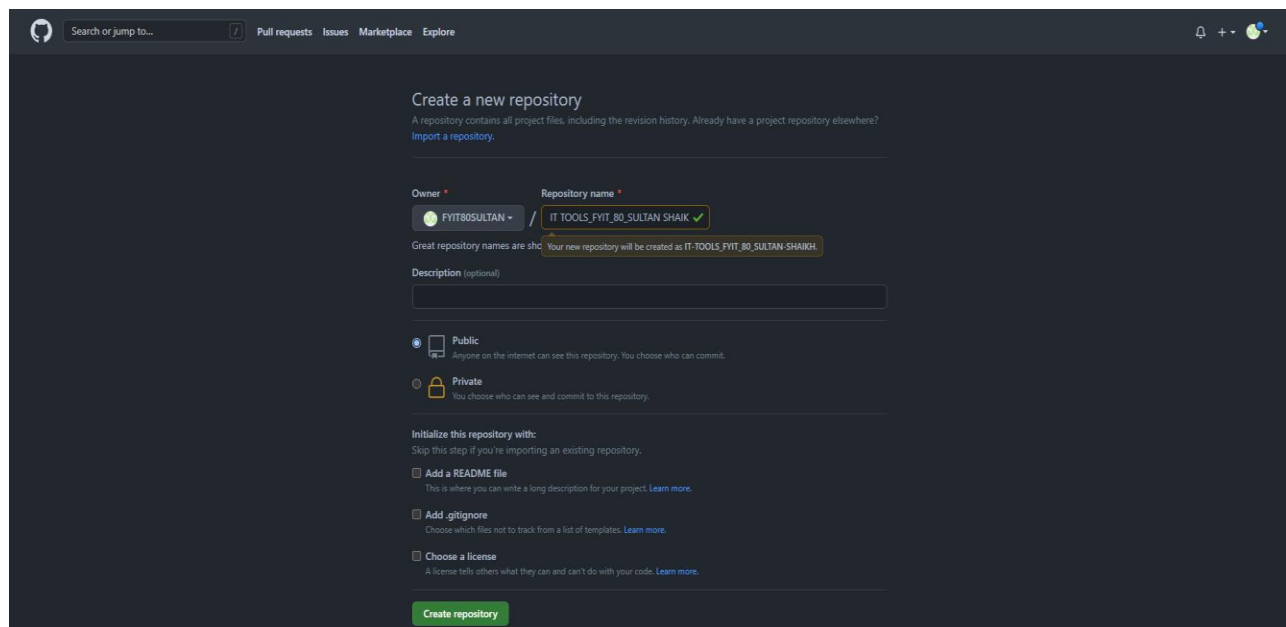 Search or jump to... /
Pull requests Issues Marketplace Explore
Create a new repository
A repository contains all project files, including the revision history. Already have a project repository elsewhere?
Import a repository.
Owner *
Repository name *
FYIT80SULTAN / IT TOOLS_FYIT_80_SULTAN SHAIK
Great repository names are sho
Your new repository will be created as IT-TOOLS_FYIT_80_SULTAN-SHAIKH.
Description (optional)
Public
Anyone on the internet can see this repository. You choose who can commit.
Private
You choose who can see and commit to this repository.
Initialize this repository with:
Skip this step if you're importing an existing repository.
Add a README file
This is where you can write a long description for your project. Learn more.
Add .gitignore
Choose which files not to track from a list of templates. Learn more.
Choose a license
A license tells others what they can and can't do with your code. Learn more.
Create repository